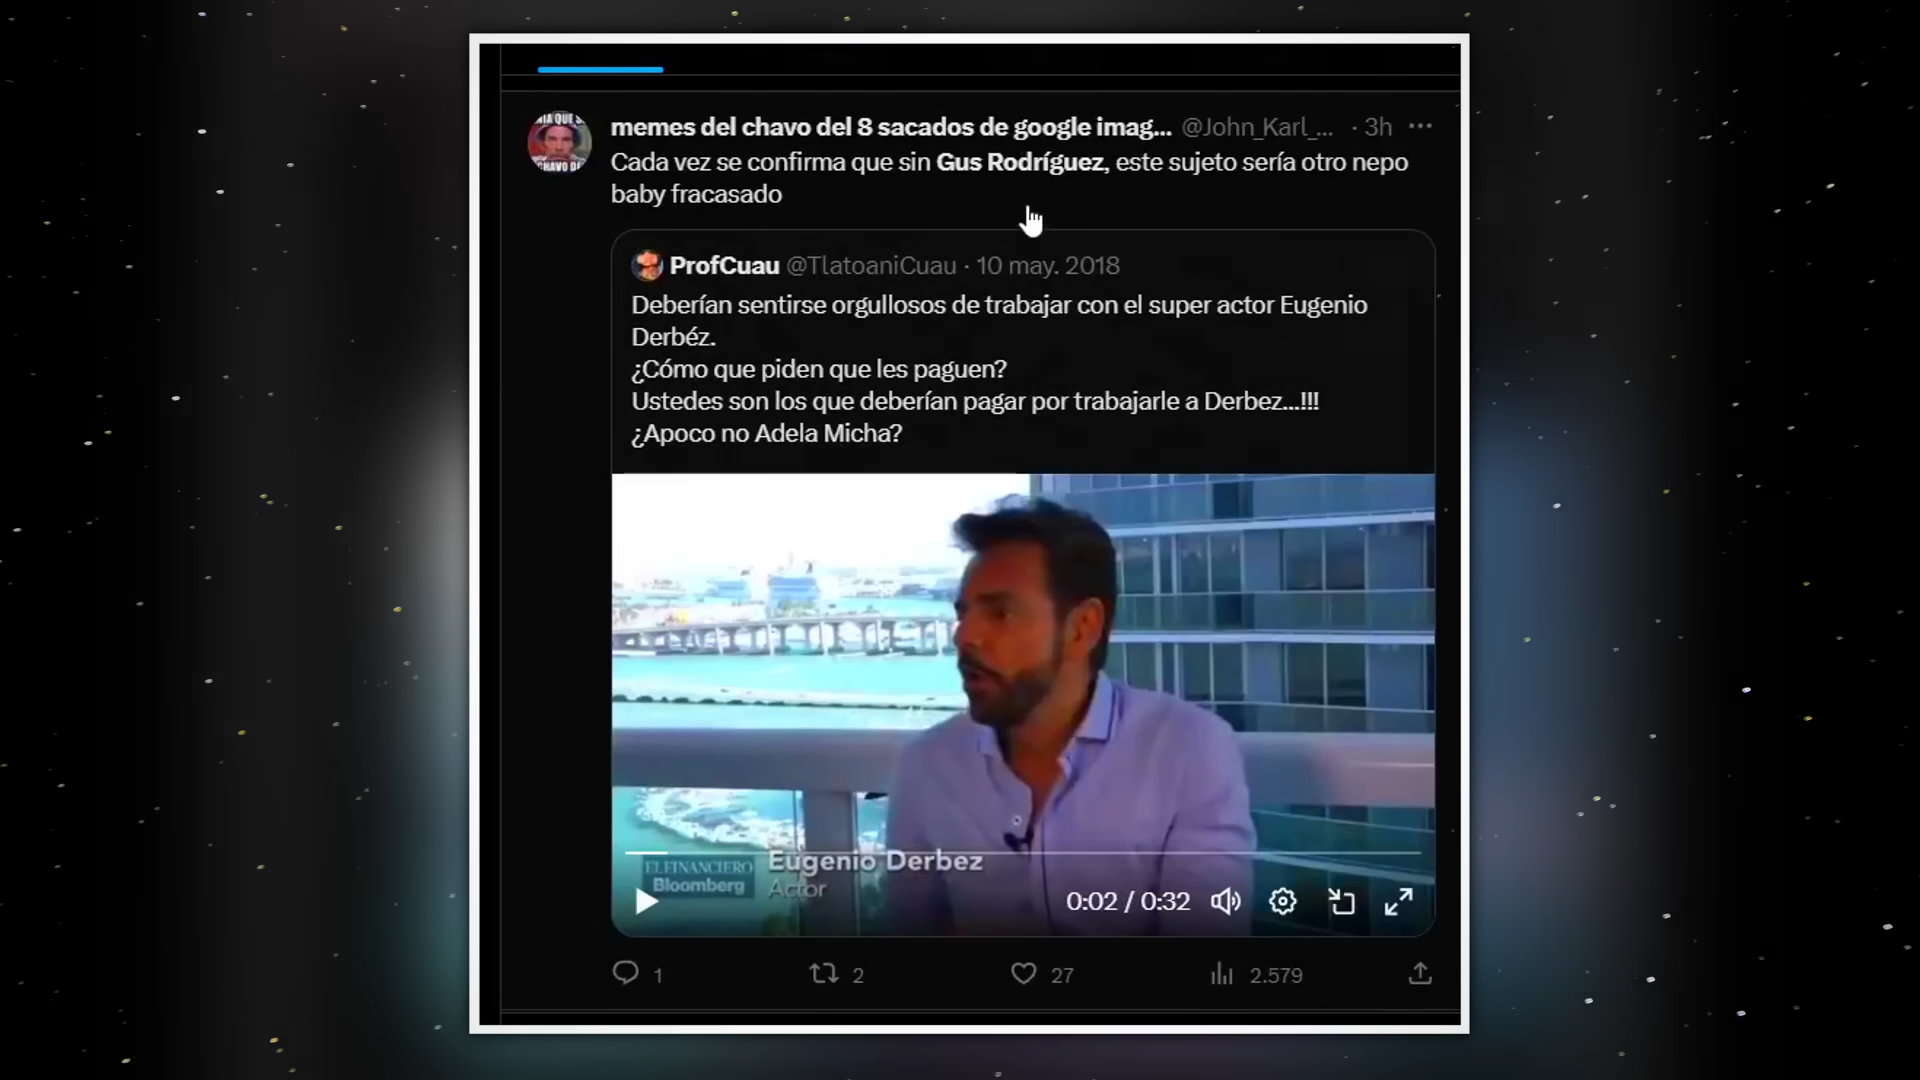 memes del chavo del 8 sacados de google imag... @John_Karl_... · 3h
Cada vez se confirma que sin Gus Rodríguez, este sujeto sería otro nepo
baby fracasado
ProfCuau @TlatoaniCuau · 10 may. 2018
Deberían sentirse orgullosos de trabajar con el super actor Eugenio
Derbéz.
¿Cómo que piden que les paguen?
Ustedes son los que deberían pagar por trabajarle a Derbez...!!!
¿Apoco no Adela Micha?
EL FINANCIERO
Bloomberg
Eugenio Derbez
Actor
0:02 / 0:32
1
2
27
2.579